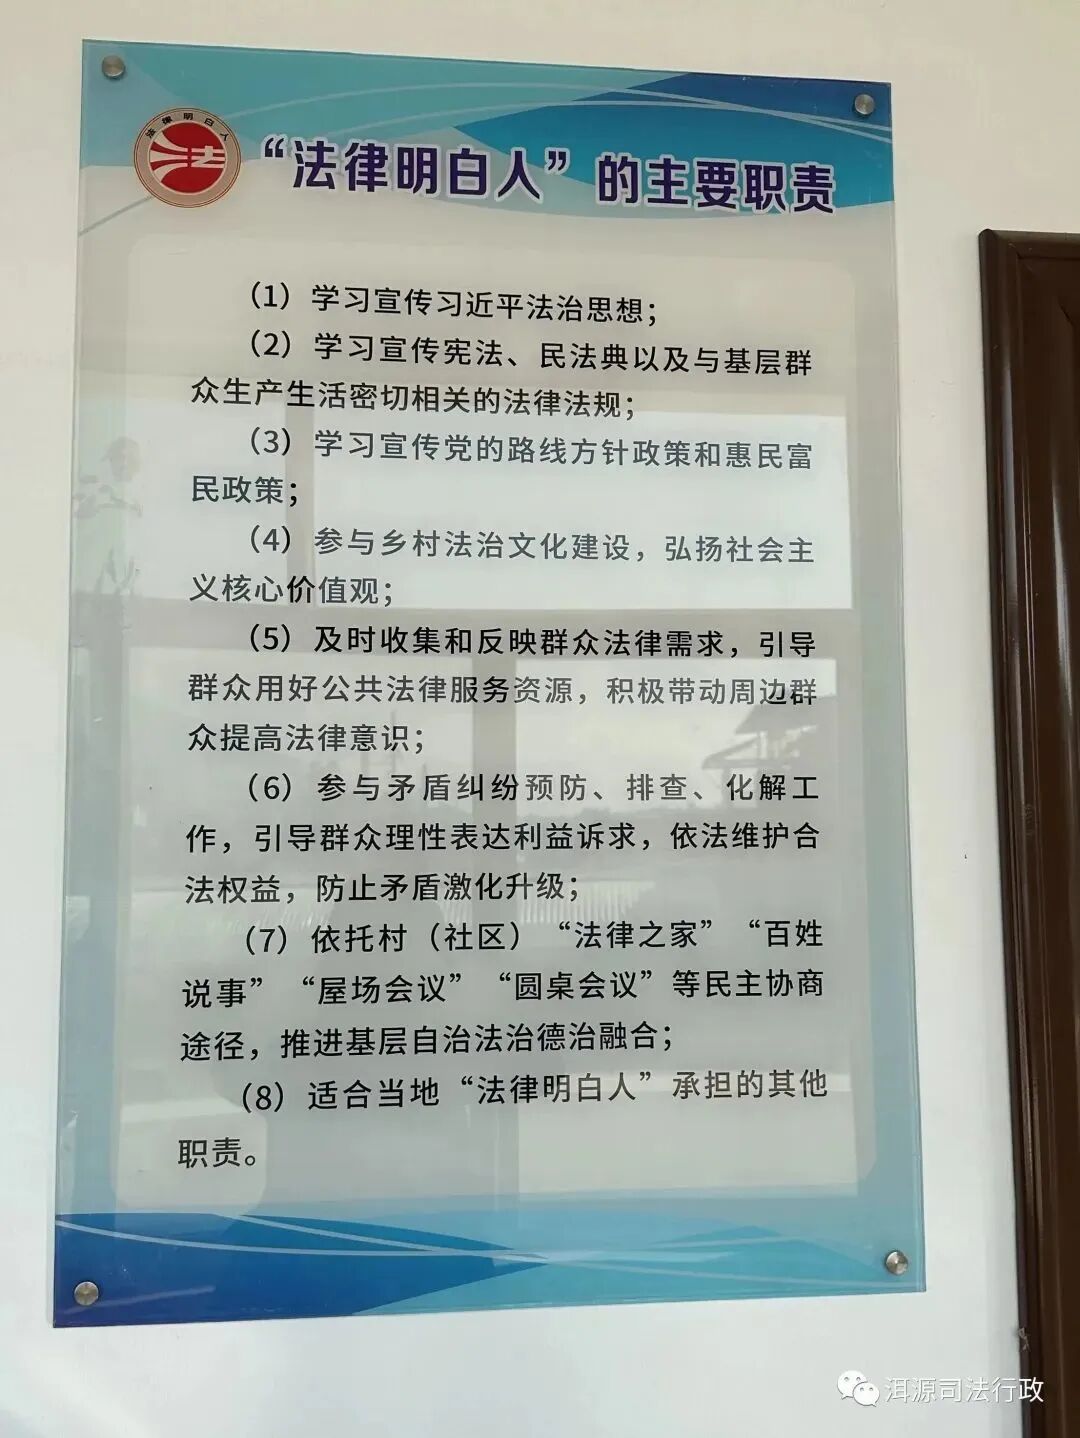 法律明白人
法
“法律明白人”的主要职责
（1）学习宣传习近平法治思想；
（2）学习宣传宪法、民法典以及与基层群
众生产生活密切相关的法律法规；
（3）学习宣传党的路线方针政策和惠民富
民政策；
（4）参与乡村法治文化建设，弘扬社会主
义核心价值观；
（5）及时收集和反映群众法律需求，引导
群众用好公共法律服务资源，积极带动周边群
众提高法律意识；
（6）参与矛盾纠纷预防、排查、化解工
作，引导群众理性表达利益诉求，依法维护合
法权益，防止矛盾激化升级；
（7）依托村（社区）“法律之家”“百姓
说事”“屋场会议”“圆桌会议”等民主协商
途径，推进基层自治法治德治融合；
（8）适合当地“法律明白人”承担的其他
职责。
洱源司法行政